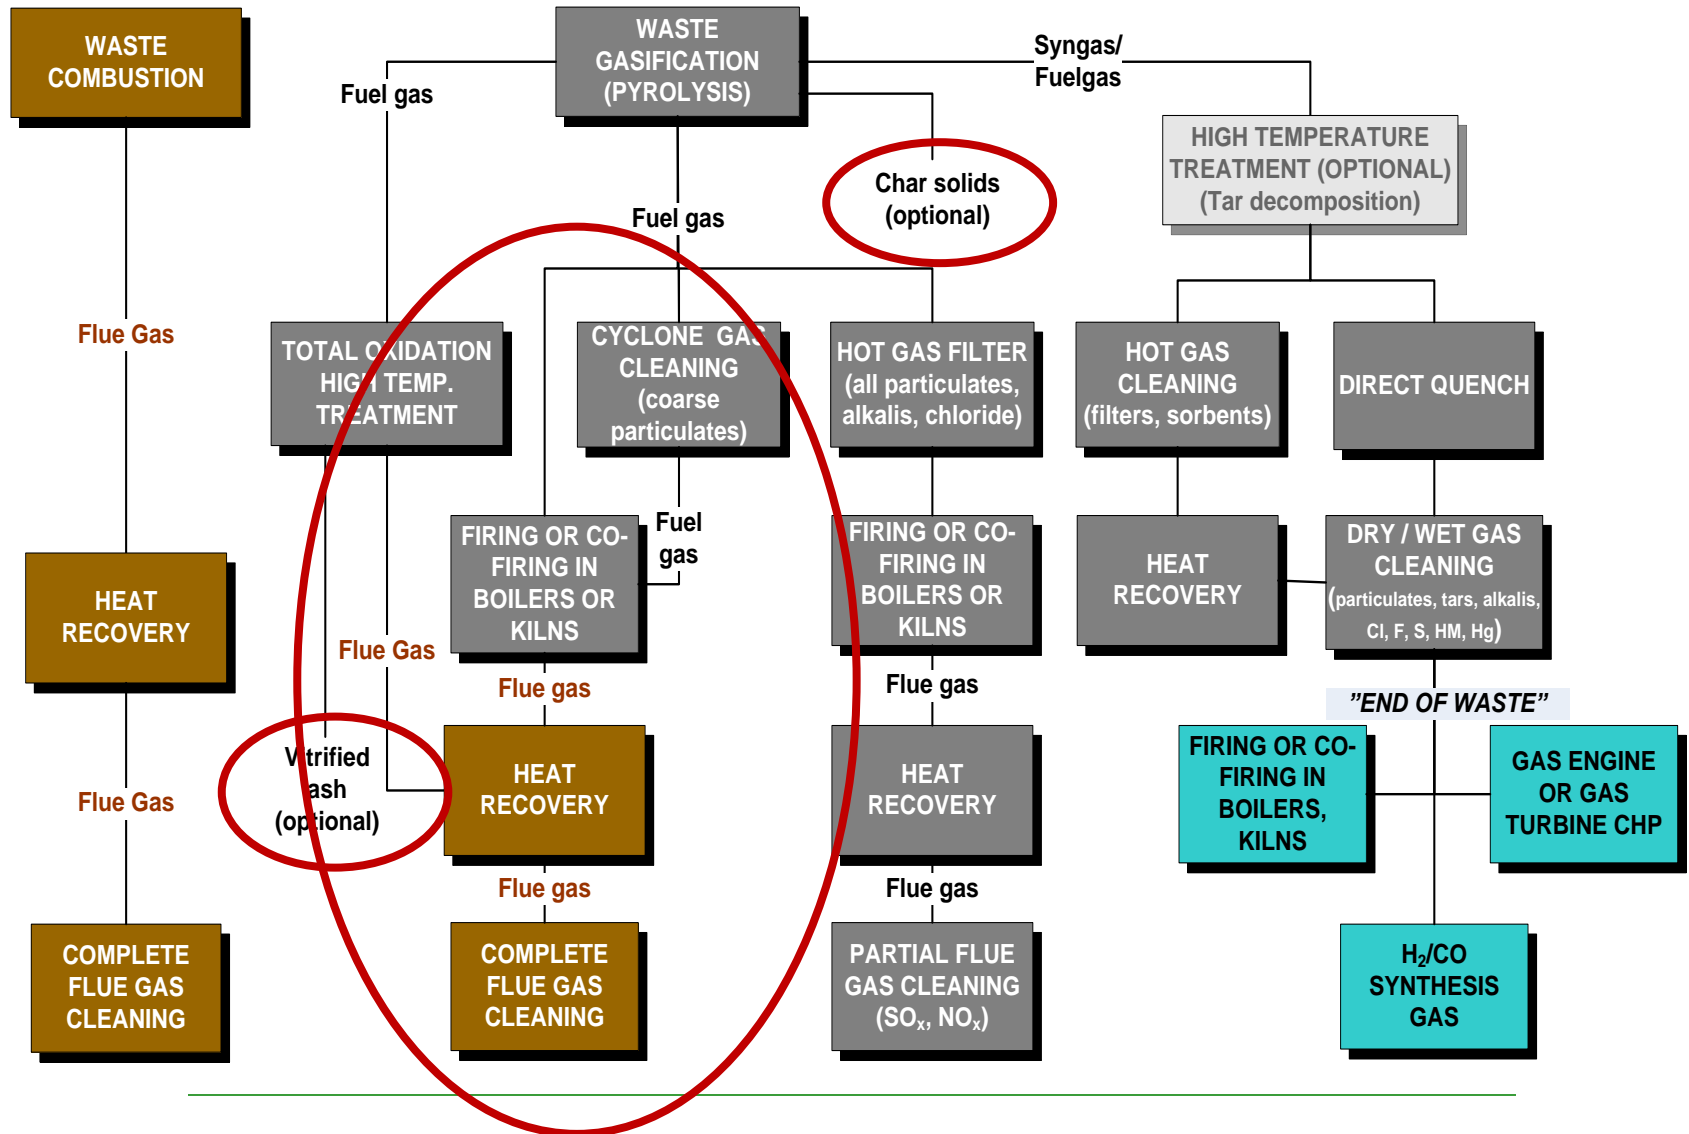 WASTE
COMBUSTION
Flue Gas
HEAT
RECOVERY
Flue Gas
COMPLETE
FLUE GAS
CLEANING
WASTE
GASIFICATION
(PYROLYSIS)
Fuel gas
Fuel gas
Char solids
(optional)
Syngas/
Fuelgas
TOTAL OXIDATION
HIGH TEMP.
TREATMENT
Flue Gas
Vitrified
ash
(optional)
CYCLONE GAS
CLEANING
(coarse
particulates)
Fuel
gas
FIRING OR CO-
FIRING IN
BOILERS OR
KILNS
Flue gas
HEAT
RECOVERY
Flue gas
COMPLETE
FLUE GAS
CLEANING
HOT GAS FILTER
(all particulates,
alkalis, chloride)
FIRING OR CO-
FIRING IN
BOILERS OR
KILNS
Flue gas
HEAT
RECOVERY
Flue gas
PARTIAL FLUE
GAS CLEANING
(SOx, NOx)
HIGH TEMPERATURE
TREATMENT (OPTIONAL)
(Tar decomposition)
HOT GAS
CLEANING
(filters, sorbents)
HEAT
RECOVERY
DIRECT QUENCH
DRY / WET GAS
CLEANING
(particulates, tars, alkalis,
Cl, F, S, HM, Hg)
”END OF WASTE”
FIRING OR CO-
FIRING IN
BOILERS,
KILNS
GAS ENGINE
OR GAS
TURBINE CHP
H₂/CO
SYNTHESIS
GAS